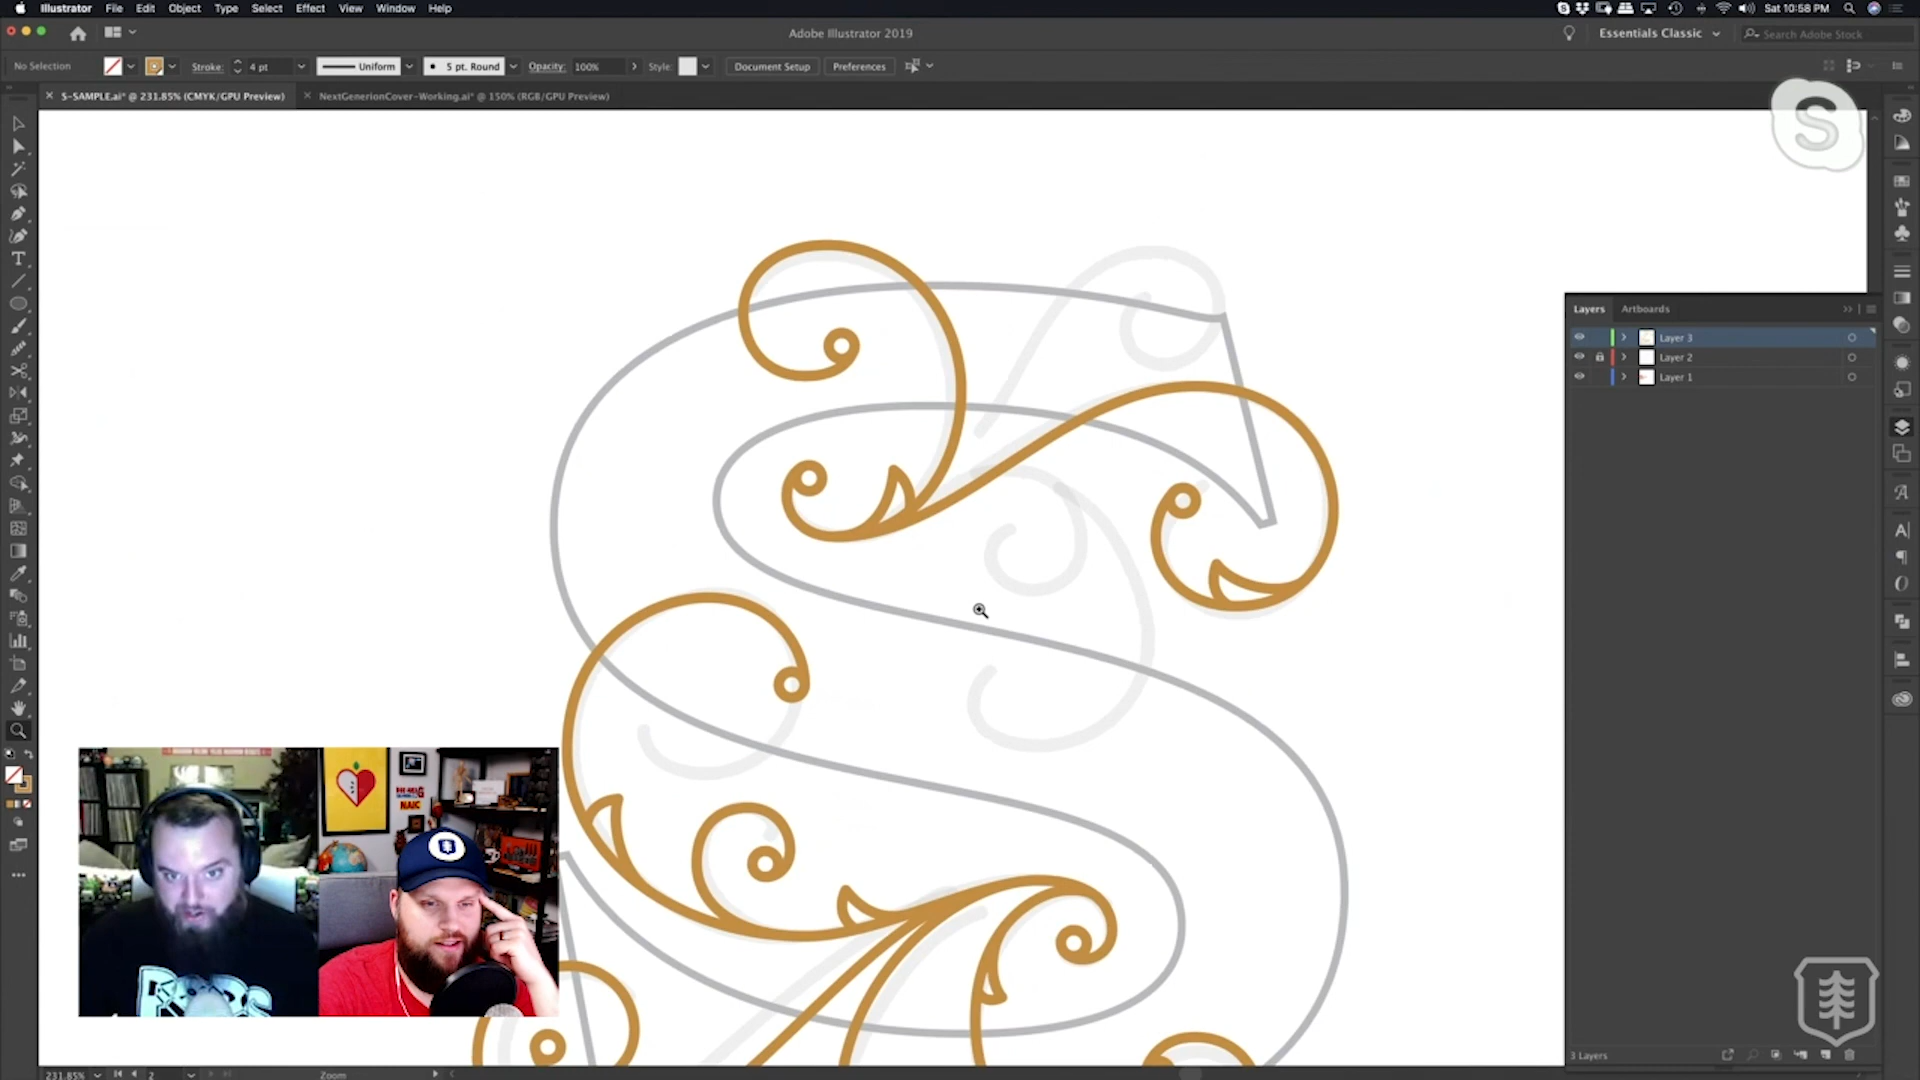 Illustrator File Edit Object Type Select Effect View Window Help
Sat 10:58 PM
Adobe Illustrator 2019
Essentials Classic
Search Adobe Stock
No Selection
Stroke:
4 pt
Uniform
5 pt. Round
Opacity:
100%
Style:
Document Setup
Preferences
S-SAMPLE.ai* @ 231.85% (CMYK/GPU Preview)
NextGenerionCover-Working.ai* @ 150% (RGB/GPU Preview)
S
Layers
Artboards
Layer 3
Layer 2
Layer 1
NAIC
3 Layers
231.85%
2
Zoom